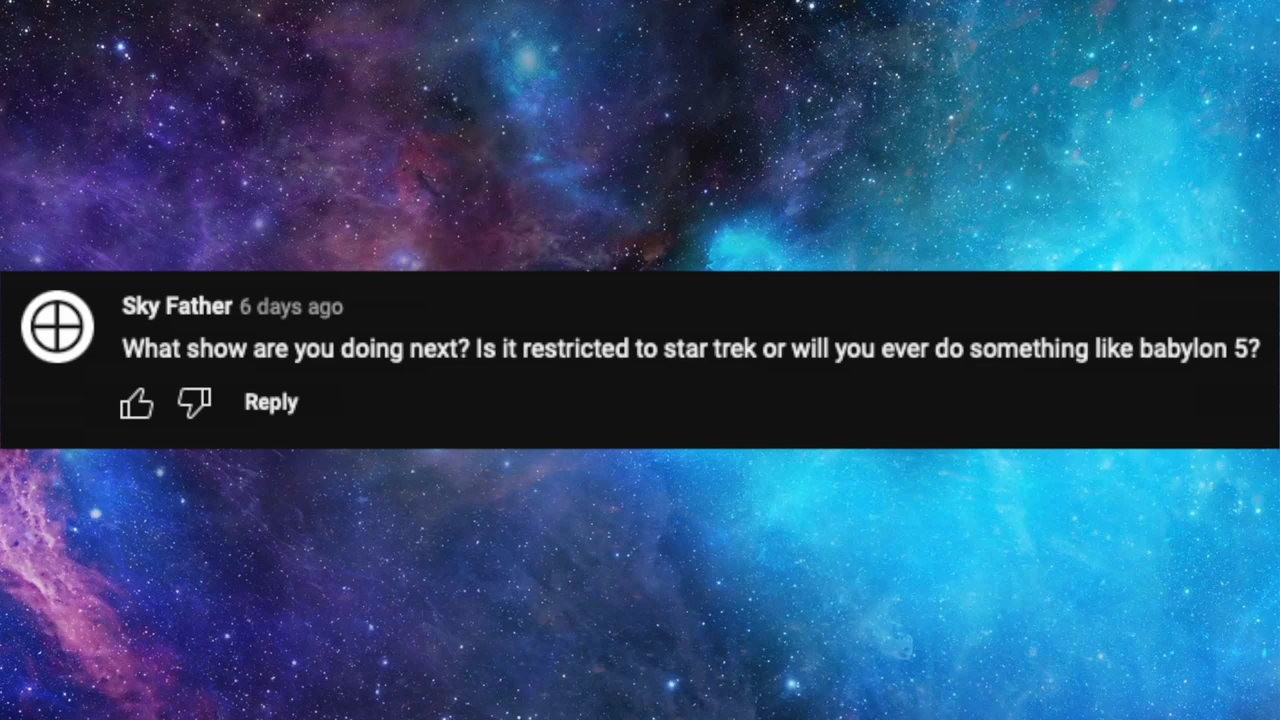 Sky Father 6 days ago
What show are you doing next? Is it restricted to star trek or will you ever do something like babylon 5?
Reply